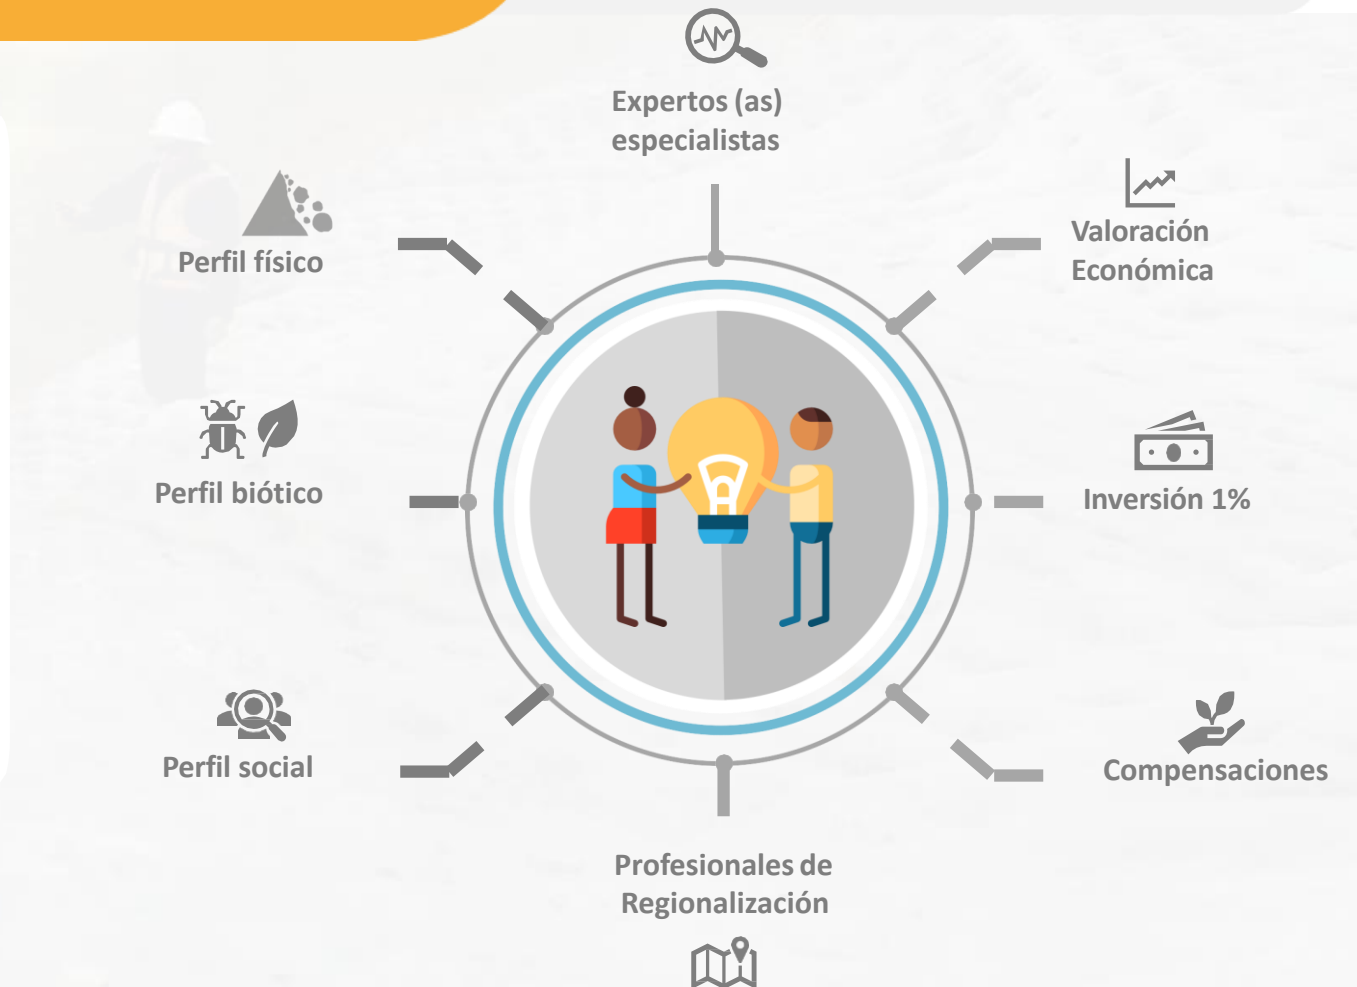 Expertos (as)
especialistas
Perfil físico
Valoración
Económica
Perfil biótico
Inversión 1%
Perfil social
Compensaciones
Profesionales de
Regionalización